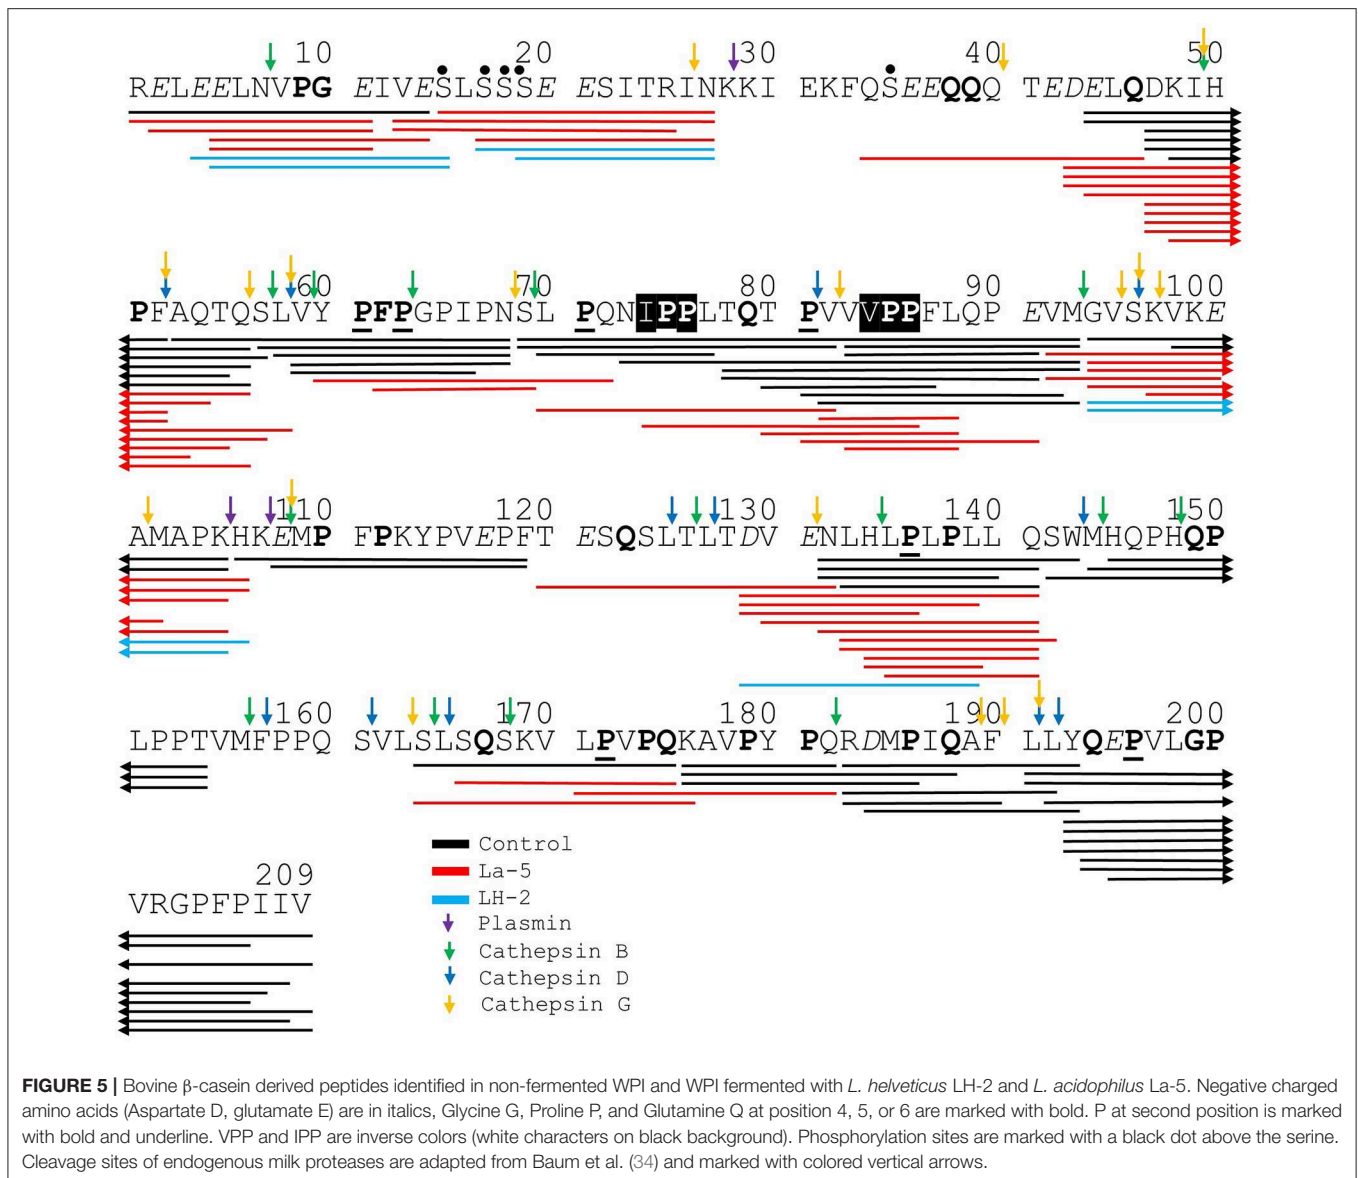 10 20 30 40 50
RELEELNVPG EIVESLSSSE ESITRINKKI EKFQSEEQQQ TEDELQDKIH
60 70 80 90 100
PFAQTQSLVY PFPGPIPNSL PQNIPPLTQT PVVVPPFLQP EVMGVSKVKE
110 120 130 140 150
AMAPKHKEMP FPKYPVEPFT ESQSLTLTDV ENLHLPLPLL QSWMHQPHQP
160 170 180 190 200
LPPTVMFPPQ SVLSLSQSKV LPVPQKAVPY PQRDMPIQAF LLYQEPVLGP
Control
La-5
LH-2
Plasmin
Cathepsin B
Cathepsin D
Cathepsin G
209
VRGPFPIIV
FIGURE 5 | Bovine β-casein derived peptides identified in non-fermented WPI and WPI fermented with L. helveticus LH-2 and L. acidophilus La-5. Negative charged
amino acids (Aspartate D, glutamate E) are in italics, Glycine G, Proline P, and Glutamine Q at position 4, 5, or 6 are marked with bold. P at second position is marked
with bold and underline. VPP and IPP are inverse colors (white characters on black background). Phosphorylation sites are marked with a black dot above the serine.
Cleavage sites of endogenous milk proteases are adapted from Baum et al. (34) and marked with colored vertical arrows.